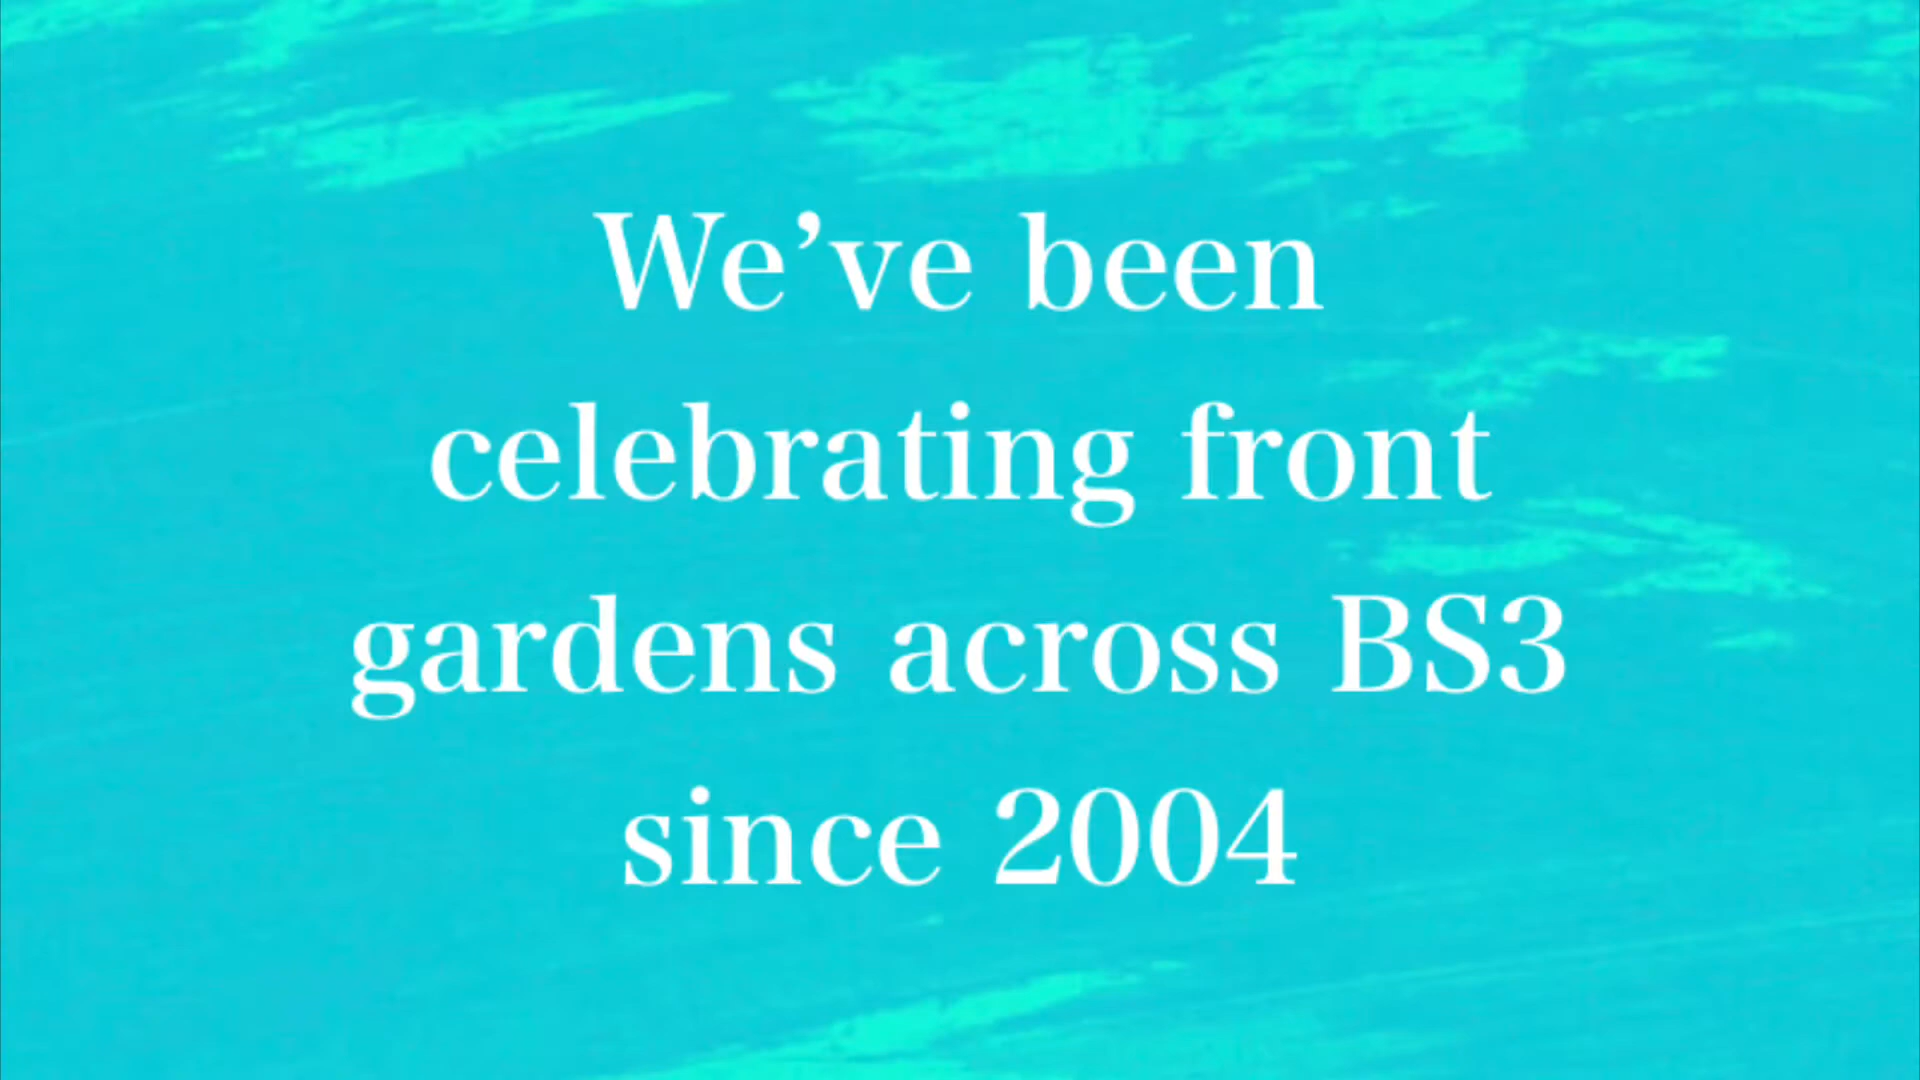 We’ve been
celebrating front
gardens across BS3
since 2004